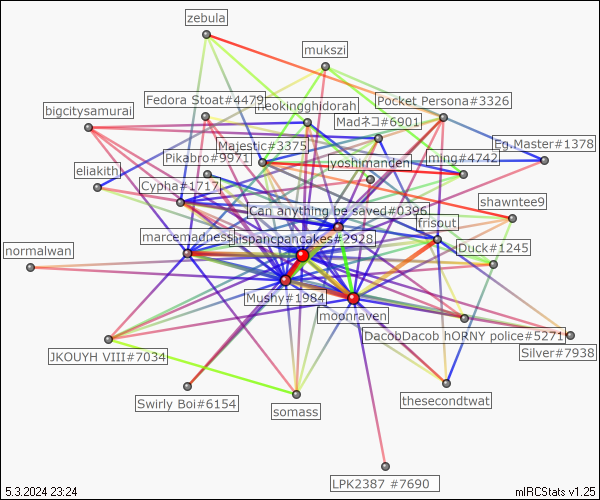 zebula
mukszi
Fedora Stoat#4479
neokingghidorah
Pocket Persona#3326
bigcitysamurai
Madネコ#6901
Majestic#3375
Eg.Master#1378
Pikabro#9971
yoshimanden
ming#4742
eliakith
Cypha#1717
shawntee9
Can anything be saved#0396
frisout
marcemadness
hispanicpancakes#2928
Duck#1245
normalwan
Mushy#1984
moonraven
DacobDacob hORNY police#5271
JKOUYH VIII#7034
Silver#7938
Swirly Boi#6154
somass
thesecondtwat
LPK2387 #7690
5.3.2024 23:24
mIRCStats v1.25